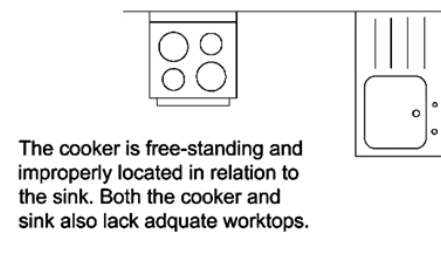 The cooker is free-standing and
improperly located in relation to
the sink. Both the cooker and
sink also lack adquate worktops.